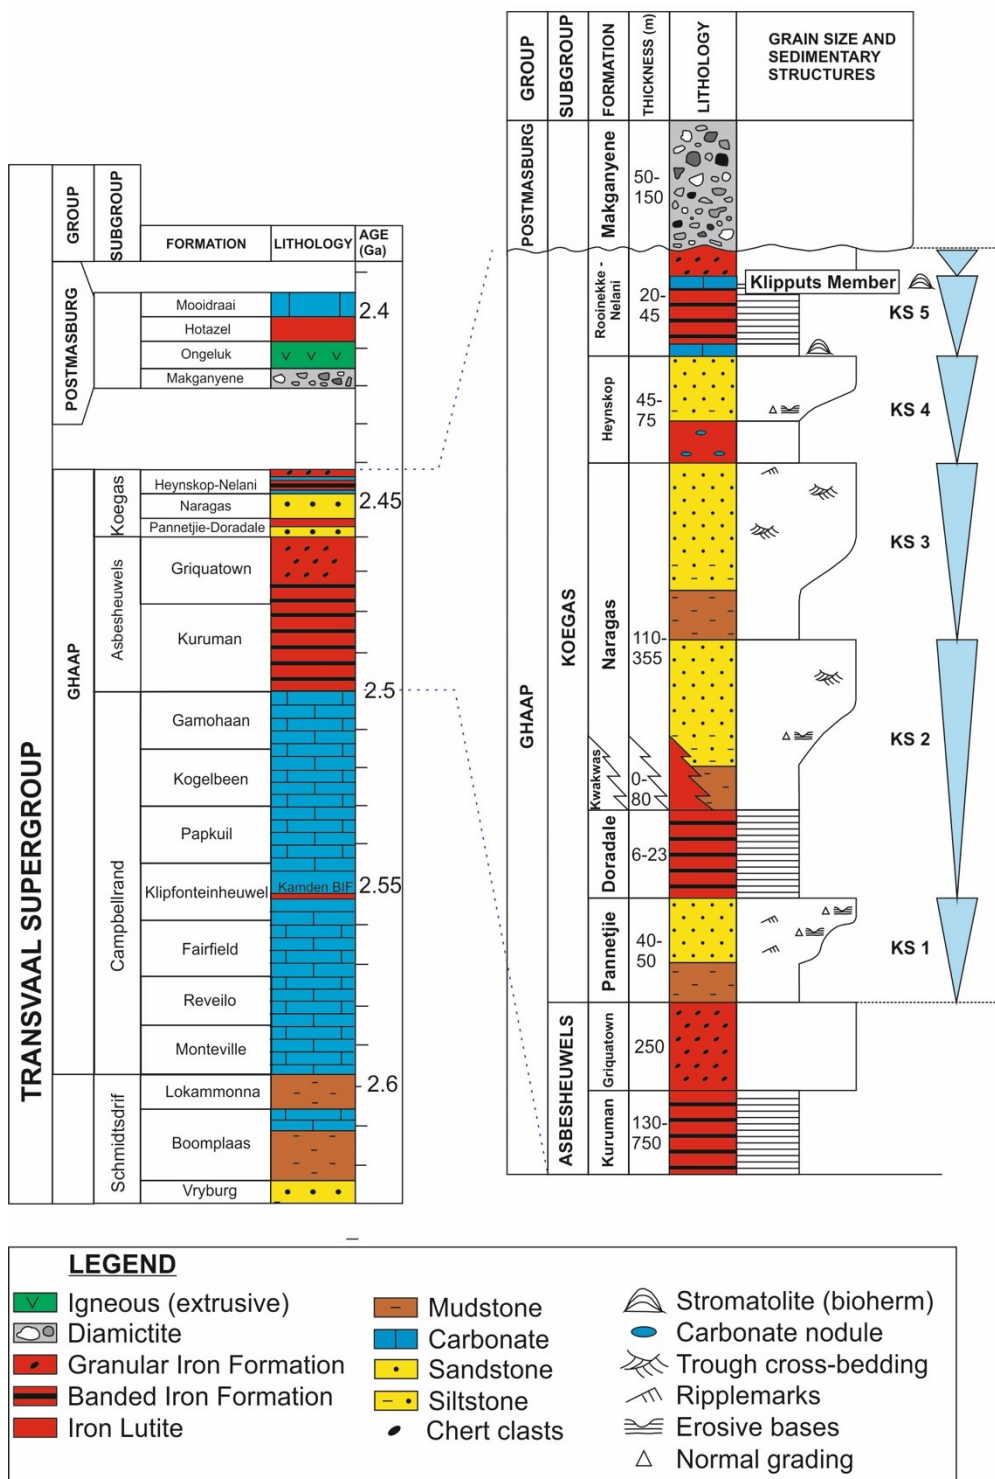 GROUP
SUBGROUP
FORMATION
LITHOLOGY
AGE
(Ga)
TRANSVAAL SUPERGROUP
POSTMASBURG
Mooidraai
Hotazel
Ongeluk
Makganyene
2.4
GHAAP
Koegas
Heynskop-Nelani
Naragas
Pannetjie-Doradale
2.45
Asbesheuwels
Griquatown
Kuruman
2.5
Campbellrand
Gamohaan
Kogelbeen
Papkuil
Klipfonteinheuwel
Kamden BIF
2.55
Fairfield
Reveilo
Monteville
Schmidtsdrif
Lokammonna
2.6
Boomplaas
Vryburg
GROUP
SUBGROUP
FORMATION
THICKNESS (m)
LITHOLOGY
GRAIN SIZE AND
SEDIMENTARY
STRUCTURES
POSTMASBURG
Makganyene
50-
150
GHAAP
KOEGAS
Rooinekke -
Nelani
20-
45
Klipputs Member
KS 5
Heynskop
45-
75
KS 4
Naragas
110-
355
KS 3
KS 2
Kwakwas
0-
80
Doradale
6-23
Pannetjie
40-
50
KS 1
ASBESHEUWELS
Griquatown
250
Kuruman
130-
750
LEGEND
Igneous (extrusive)
Diamictite
Granular Iron Formation
Banded Iron Formation
Iron Lutite
Mudstone
Carbonate
Sandstone
Siltstone
Chert clasts
Stromatolite (bioherm)
Carbonate nodule
Trough cross-bedding
Ripplemarks
Erosive bases
Normal grading